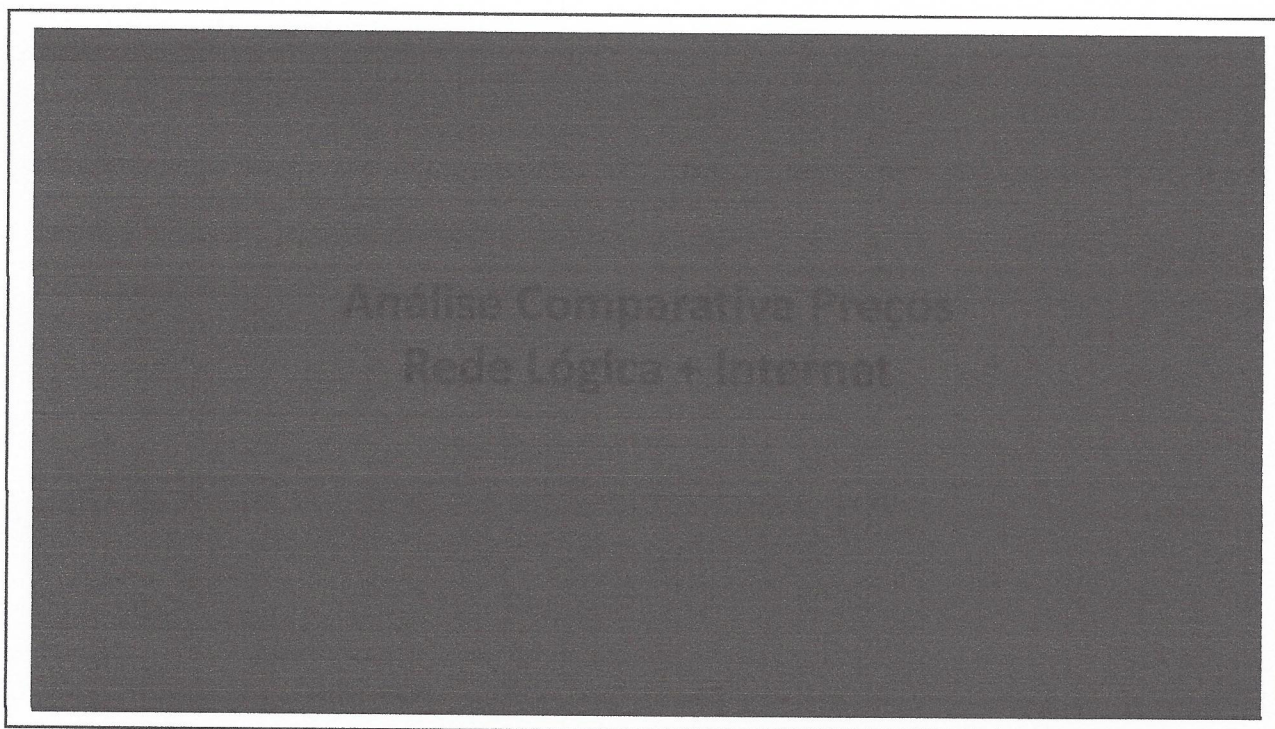 Análise Comparativa Preços
Rede Lógica + Internet